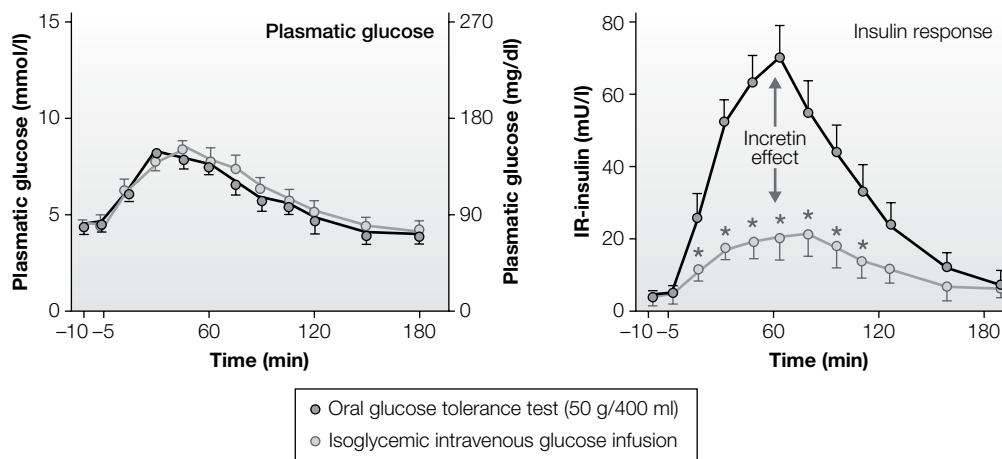 Plasmatic glucose
Plasmatic glucose (mmol/l)
15
10
5
0
270
180
90
0
Plasmatic glucose (mg/dl)
–10 –5 60 120 180
Time (min)
Insulin response
IR-insulin (mU/l)
80
60
40
20
0
Incretin
effect
* * * * * * *
–10 –5 60 120 180
Time (min)
Oral glucose tolerance test (50 g/400 ml)
Isoglycemic intravenous glucose infusion